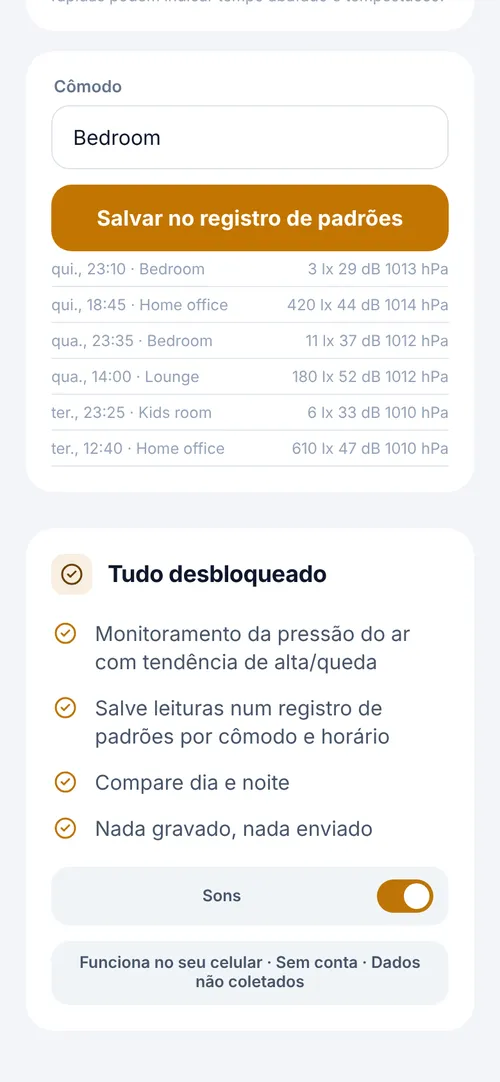 Cômodo
Bedroom
Salvar no registro de padrões
qui., 23:10 · Bedroom 3 lx 29 dB 1013 hPa
qui., 18:45 · Home office 420 lx 44 dB 1014 hPa
qua., 23:35 · Bedroom 11 lx 37 dB 1012 hPa
qua., 14:00 · Lounge 180 lx 52 dB 1012 hPa
ter., 23:25 · Kids room 6 lx 33 dB 1010 hPa
ter., 12:40 · Home office 610 lx 47 dB 1010 hPa
Tudo desbloqueado
Monitoramento da pressão do ar
com tendência de alta/queda
Salve leituras num registro de
padrões por cômodo e horário
Compare dia e noite
Nada gravado, nada enviado
Sons
Funciona no seu celular · Sem conta · Dados
não coletados